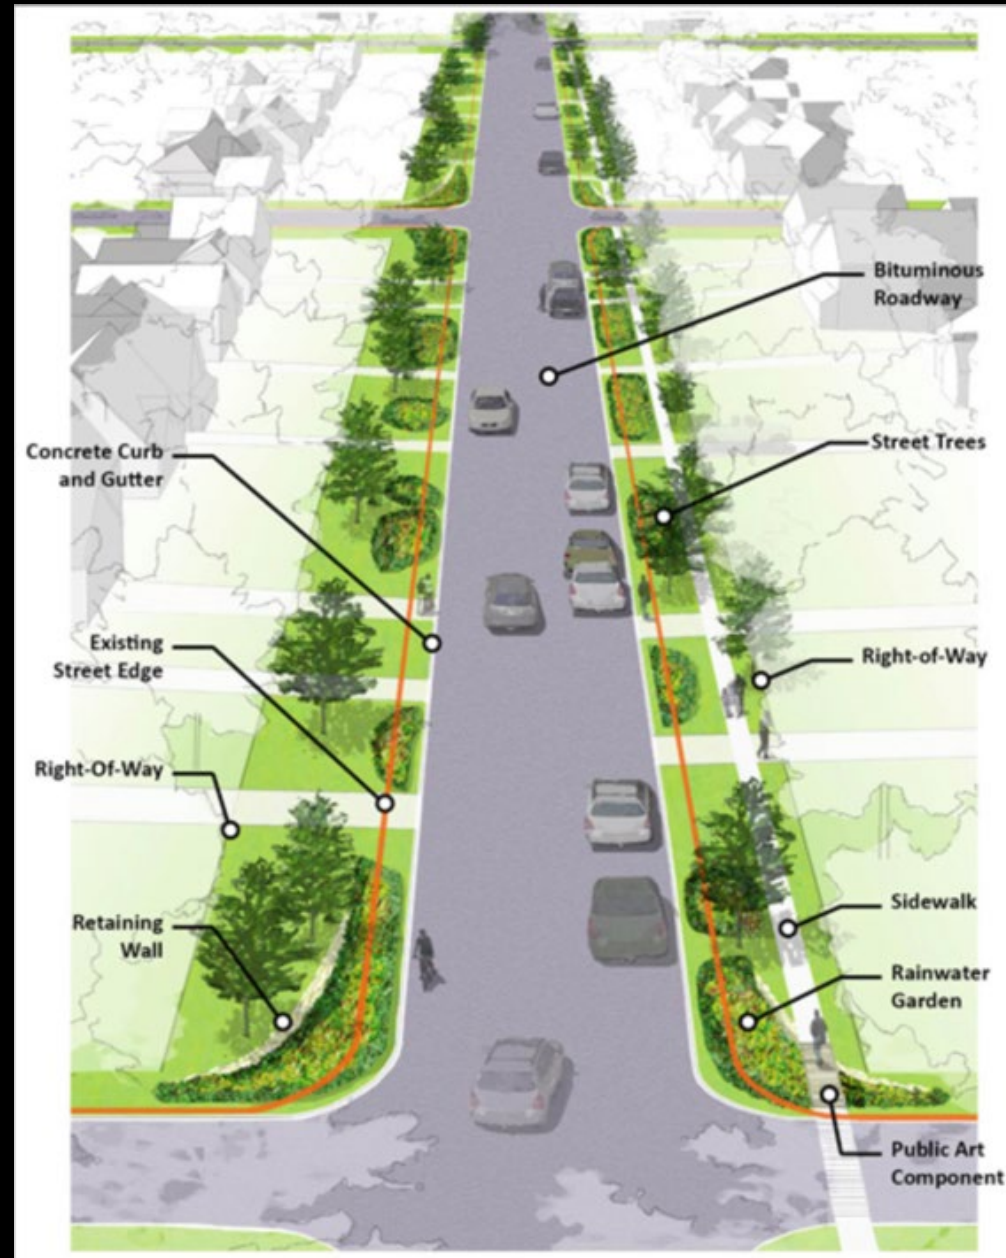 Bituminous
Roadway
Street Trees
Concrete Curb
and Gutter
Existing
Street Edge
Right-of-Way
Right-Of-Way
Retaining
Wall
Sidewalk
Rainwater
Garden
Public Art
Component